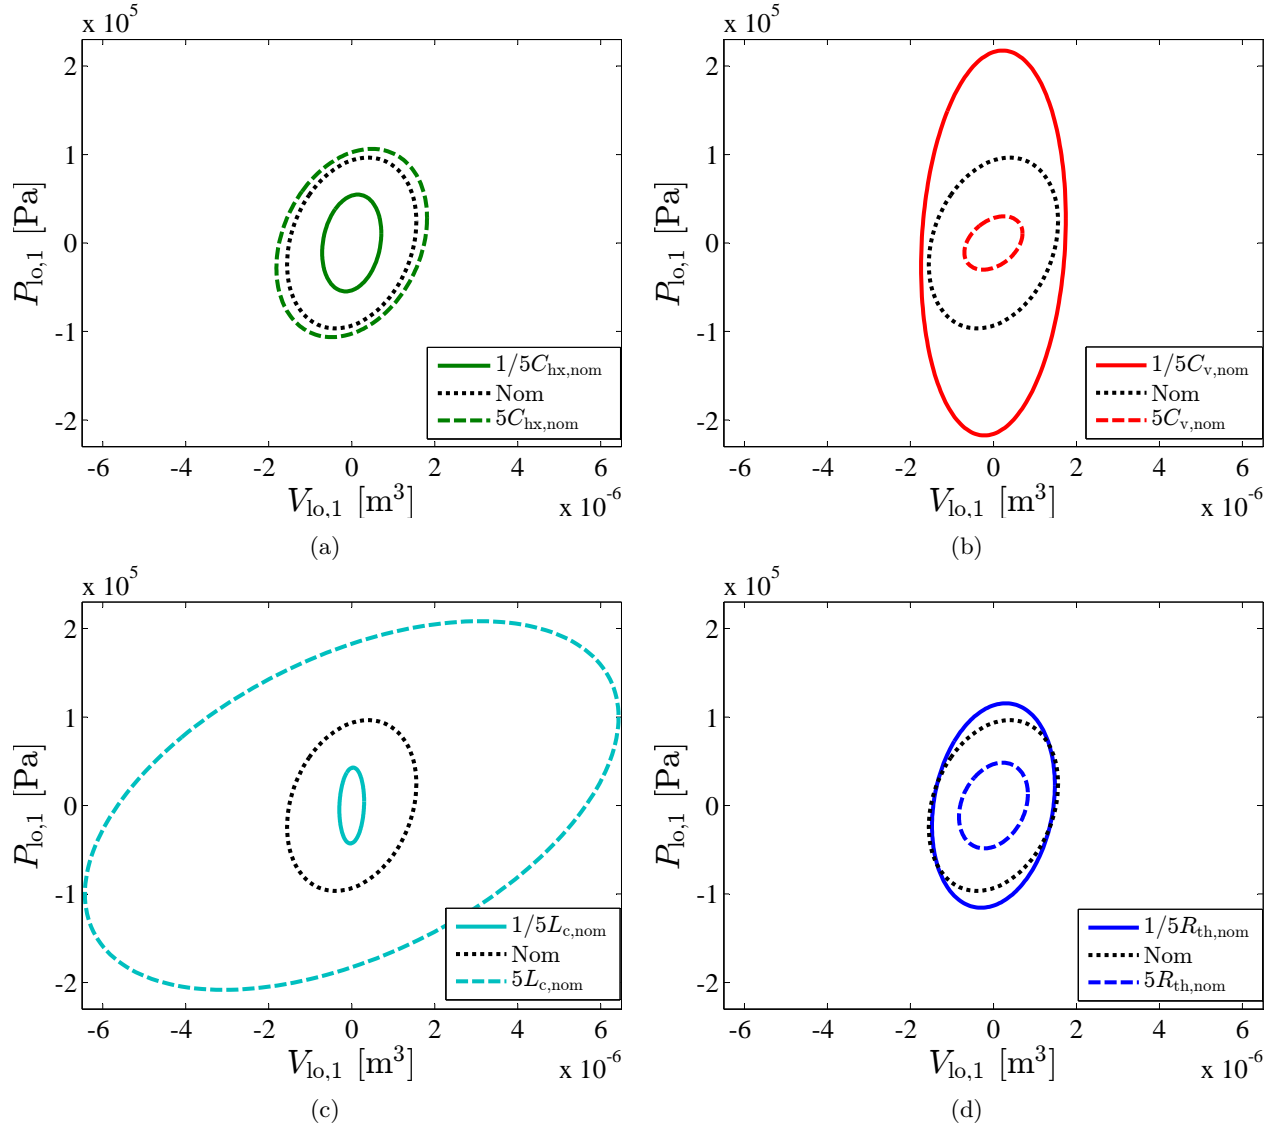 x 10^5
2
1
0
-1
-2
P_lo,1 [Pa]
-6 -4 -2 0 2 4 6
V_lo,1 [m^3]
x 10^-6
1/5C_hx,nom
Nom
5C_hx,nom
(a)
x 10^5
2
1
0
-1
-2
P_lo,1 [Pa]
-6 -4 -2 0 2 4 6
V_lo,1 [m^3]
x 10^-6
1/5C_v,nom
Nom
5C_v,nom
(b)
x 10^5
2
1
0
-1
-2
P_lo,1 [Pa]
-6 -4 -2 0 2 4 6
V_lo,1 [m^3]
x 10^-6
1/5L_c,nom
Nom
5L_c,nom
(c)
x 10^5
2
1
0
-1
-2
P_lo,1 [Pa]
-6 -4 -2 0 2 4 6
V_lo,1 [m^3]
x 10^-6
1/5R_th,nom
Nom
5R_th,nom
(d)